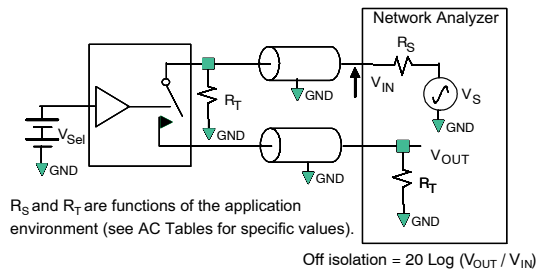 Network Analyzer
R_S
V_IN
V_S
GND
R_T
GND
GND
V_Sel
GND
GND
V_OUT
R_T
GND
R_S and R_T are functions of the application
environment (see AC Tables for specific values).
GND
Off isolation = 20 Log (V_OUT / V_IN)